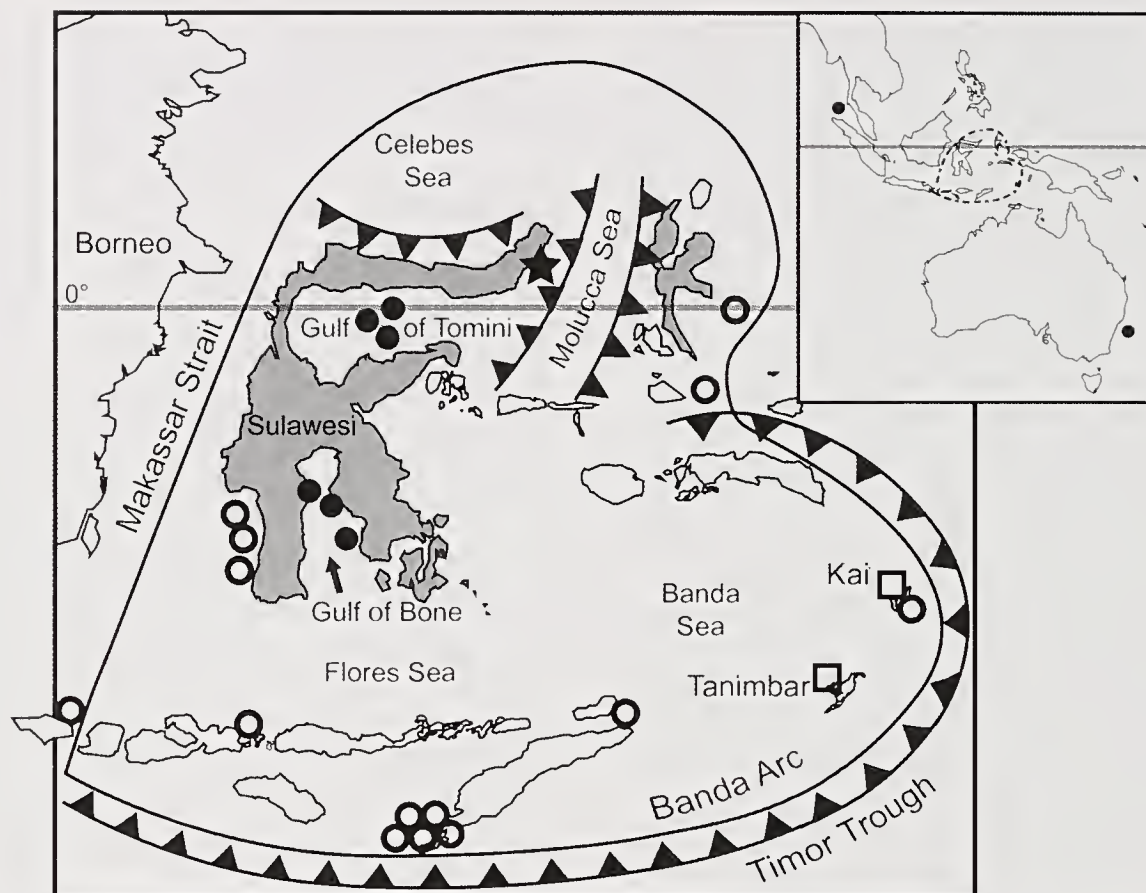 Celebes
Sea
Borneo
0°
Molucca Sea
Gulf
of Tomini
Makassar Strait
Sulawesi
Kai
Banda
Sea
Gulf of Bone
Flores Sea
Tanimbar
Banda Arc
Timor Trough